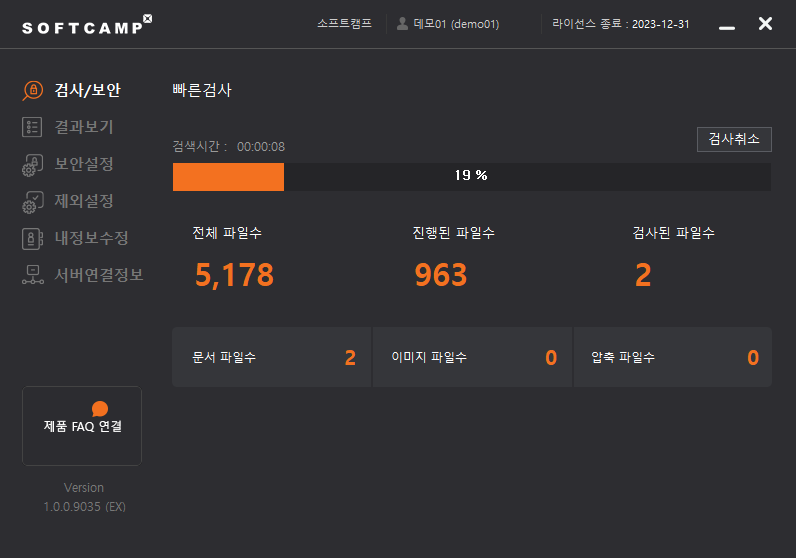 SOFTCAMP X
소프트캠프
데모01 (demo01)
라이선스 종료 : 2023-12-31
검사/보안
결과보기
보안설정
제외설정
내정보수정
서버연결정보
제품 FAQ 연결
Version
1.0.0.9035 (EX)
빠른검사
검색시간 : 00:00:08
검사취소
19 %
전체 파일수
5,178
진행된 파일수
963
검사된 파일수
2
문서 파일수 2
이미지 파일수 0
압축 파일수 0